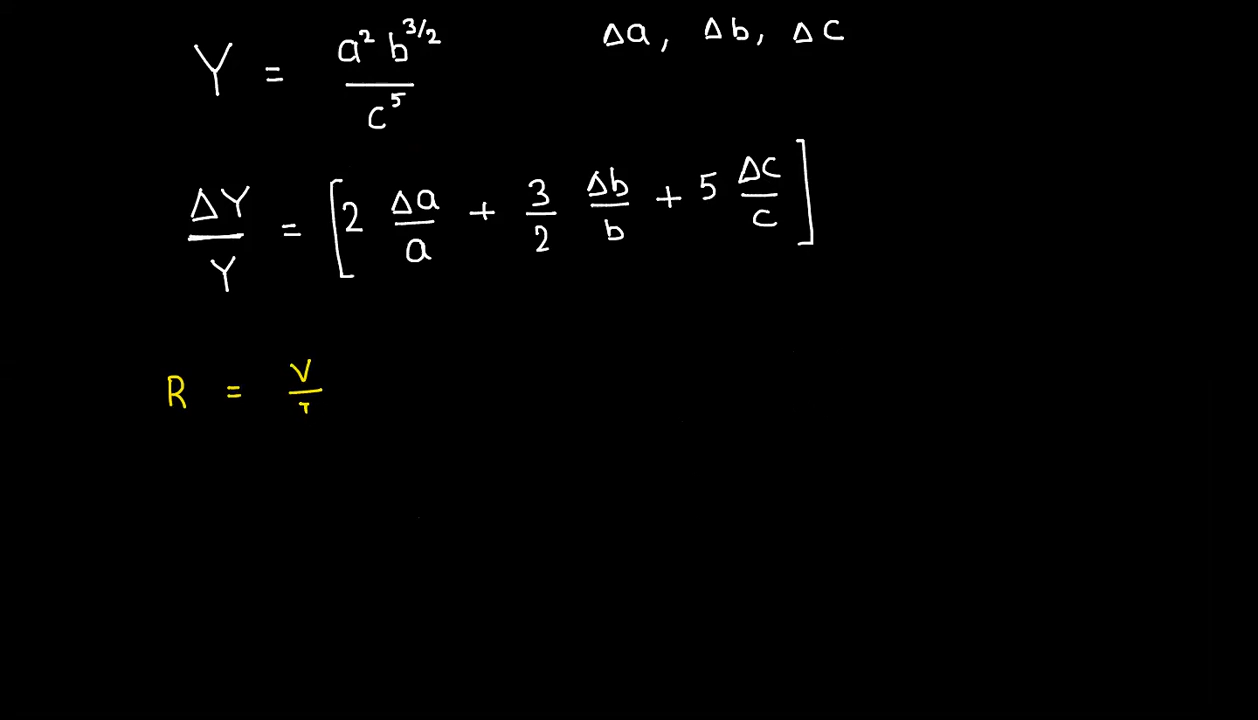 Y = a² b^{3/2} / c⁵    Δa, Δb, Δc
ΔY / Y = [ 2 Δa/a + 3/2 Δb/b + 5 Δc/c ]
R = V /